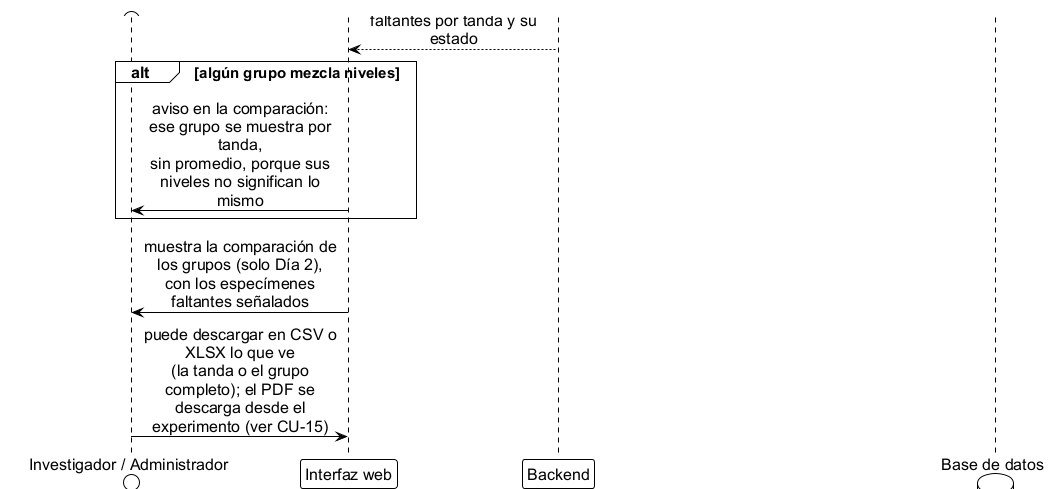 faltantes por tanda y su
estado
alt [algún grupo mezcla niveles]
aviso en la comparación:
ese grupo se muestra por
tanda,
sin promedio, porque sus
niveles no significan lo
mismo
muestra la comparación de
los grupos (solo Día 2),
con los especímenes
faltantes señalados
puede descargar en CSV o
XLSX lo que ve
(la tanda o el grupo
completo); el PDF se
descarga desde el
experimento (ver CU-15)
Investigador / Administrador
Interfaz web
Backend
Base de datos